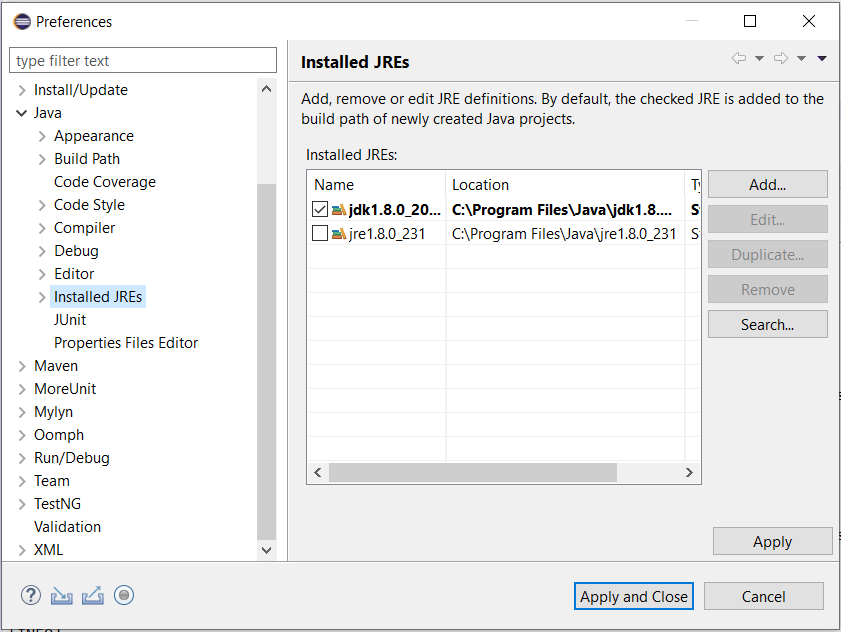 Preferences
type filter text
Install/Update
Java
Appearance
Build Path
Code Coverage
Code Style
Compiler
Debug
Editor
Installed JREs
JUnit
Properties Files Editor
Maven
MoreUnit
Mylyn
Oomph
Run/Debug
Team
TestNG
Validation
XML
Installed JREs
Add, remove or edit JRE definitions. By default, the checked JRE is added to the
build path of newly created Java projects.
Installed JREs:
Name Location
jdk1.8.0_20... C:\Program Files\Java\jdk1.8....
jre1.8.0_231 C:\Program Files\Java\jre1.8.0_231
Add...
Edit...
Duplicate...
Remove
Search...
Apply
Apply and Close
Cancel